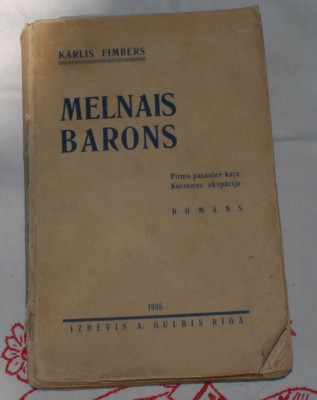 KĀRLIS FIMBERS
MELNAIS
BARONS
Pirmā pasaules kaŗa
Kurzemes okupācija
ROMĀNS
1935
IZDEVIS A. GULBIS RĪGĀ